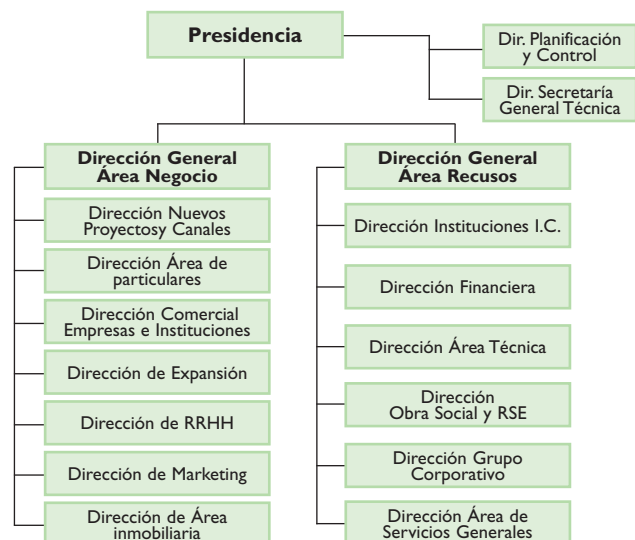 Presidencia
Dir. Planificación
y Control
Dir. Secretaría
General Técnica
Dirección General
Área Negocio
Dirección Nuevos
Proyectosy Canales
Dirección Área de
particulares
Dirección Comercial
Empresas e Instituciones
Dirección de Expansión
Dirección de RRHH
Dirección de Marketing
Dirección de Área
inmobiliaria
Dirección General
Área Recusos
Dirección Instituciones I.C.
Dirección Financiera
Dirección Área Técnica
Dirección
Obra Social y RSE
Dirección Grupo
Corporativo
Dirección Área de
Servicios Generales